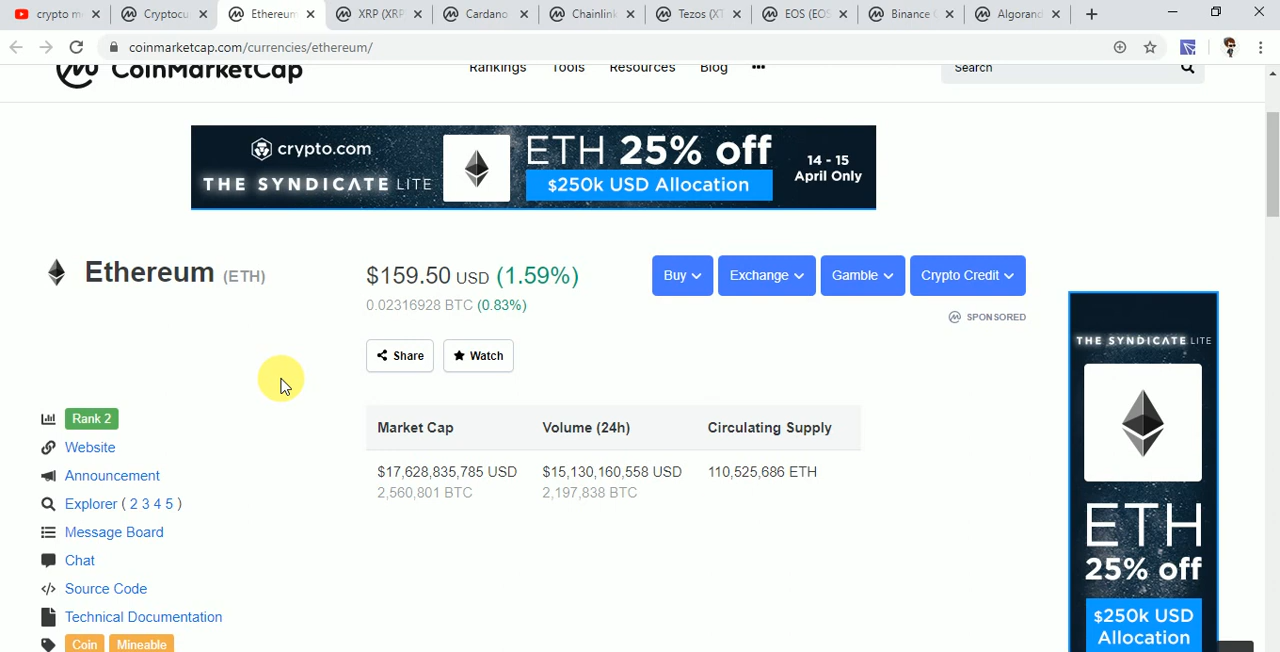 crypto m
Cryptocu
Ethereum
XRP (XRP
Cardano
Chainlink
Tezos (XT
EOS (EOS
Binance C
Algorand
coinmarketcap.com/currencies/ethereum/
CoinMarketCap
Rankings Tools Resources Blog •••
Search
crypto.com
THE SYNDICATE LITE
ETH 25% off
$250k USD Allocation
14 - 15
April Only
Ethereum (ETH)
$159.50 USD (1.59%)
0.02316928 BTC (0.83%)
Buy
Exchange
Gamble
Crypto Credit
SPONSORED
Share
Watch
Rank 2
Website
Announcement
Explorer ( 2 3 4 5 )
Message Board
Chat
Source Code
Technical Documentation
Coin Mineable
Market Cap Volume (24h) Circulating Supply
$17,628,835,785 USD $15,130,160,558 USD 110,525,686 ETH
2,560,801 BTC 2,197,838 BTC
THE SYNDICATE LITE
ETH
25% off
$250k USD
Allocation